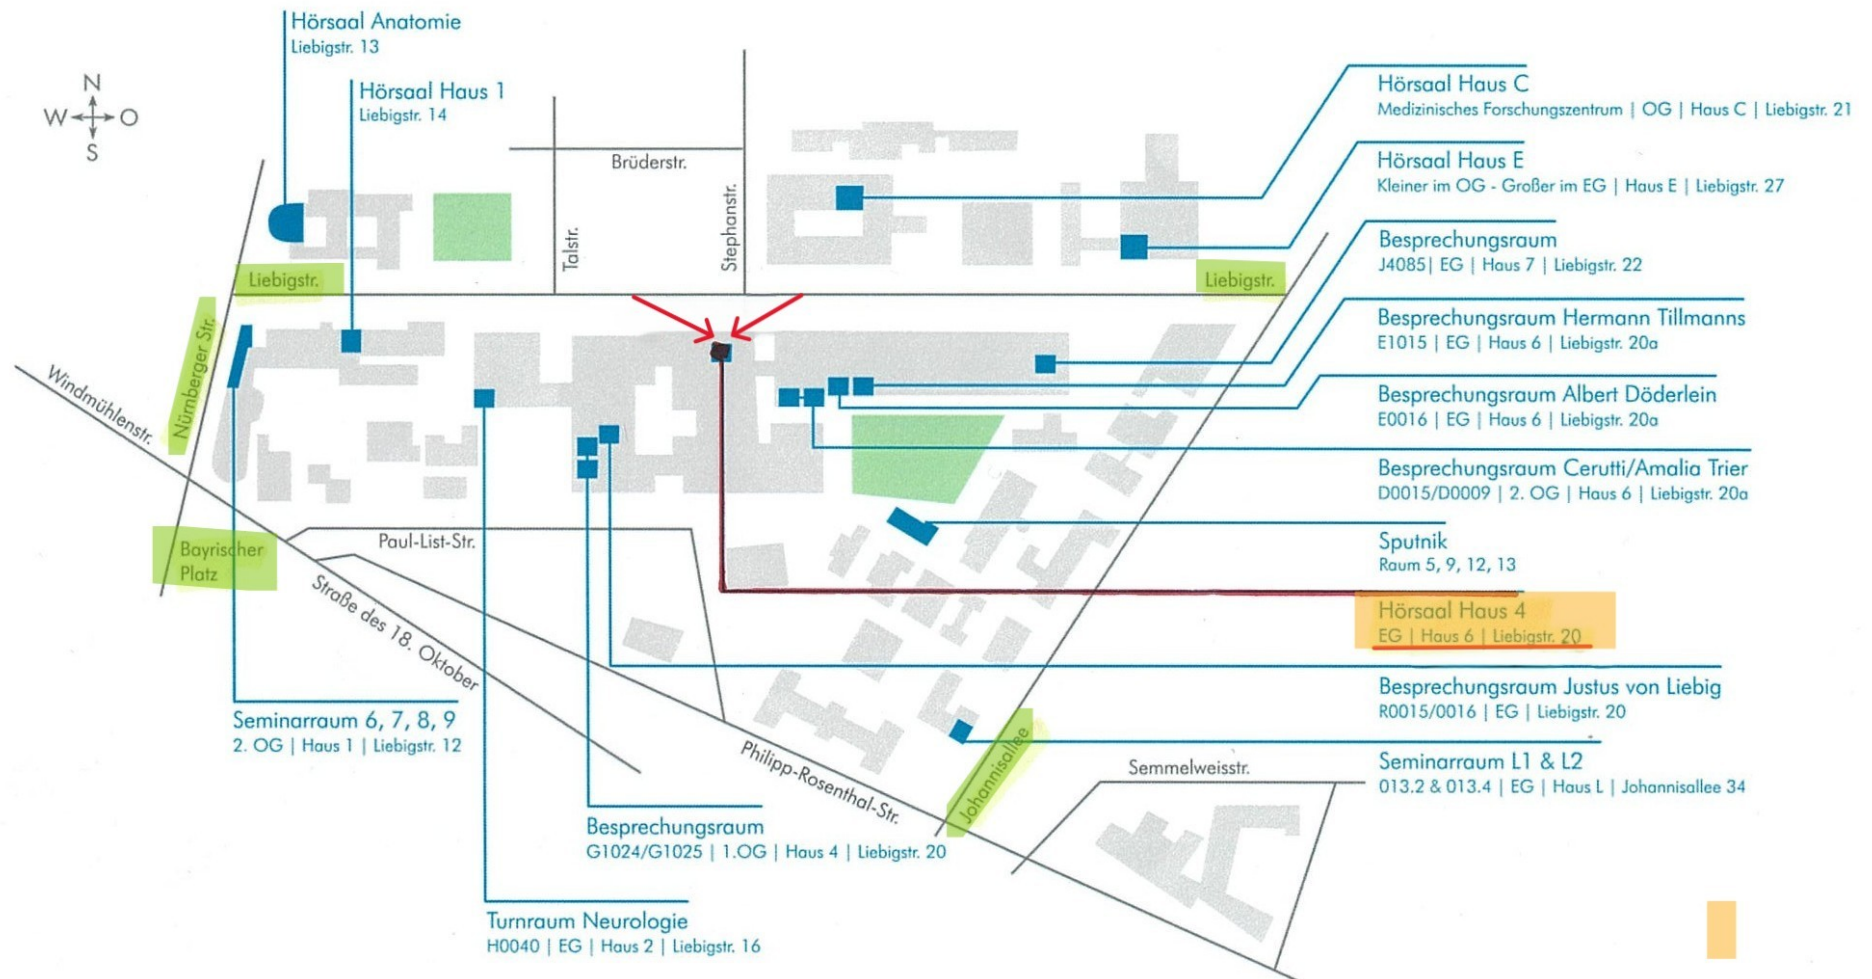 Hörsaal Anatomie
Liebigstr. 13
N
W
O
S
Hörsaal Haus 1
Liebigstr. 14
Brüderstr.
Talstr.
Stephanstr.
Liebigstr.
Liebigstr.
Nürnberger Str.
Windmühlenstr.
Bayrischer
Platz
Paul-List-Str.
Straße des 18. Oktober
Philipp-Rosenthal-Str.
Johannisallee
Semmelweisstr.
Hörsaal Haus C
Medizinisches Forschungszentrum | OG | Haus C | Liebigstr. 21
Hörsaal Haus E
Kleiner im OG - Großer im EG | Haus E | Liebigstr. 27
Besprechungsraum
J4085| EG | Haus 7 | Liebigstr. 22
Besprechungsraum Hermann Tillmanns
E1015 | EG | Haus 6 | Liebigstr. 20a
Besprechungsraum Albert Döderlein
E0016 | EG | Haus 6 | Liebigstr. 20a
Besprechungsraum Cerutti/Amalia Trier
D0015/D0009 | 2. OG | Haus 6 | Liebigstr. 20a
Sputnik
Raum 5, 9, 12, 13
Hörsaal Haus 4
EG | Haus 6 | Liebigstr. 20
Besprechungsraum Justus von Liebig
R0015/0016 | EG | Liebigstr. 20
Seminarraum L1 & L2
013.2 & 013.4 | EG | Haus L | Johannisallee 34
Seminarraum 6, 7, 8, 9
2. OG | Haus 1 | Liebigstr. 12
Besprechungsraum
G1024/G1025 | 1.OG | Haus 4 | Liebigstr. 20
Turnraum Neurologie
H0040 | EG | Haus 2 | Liebigstr. 16